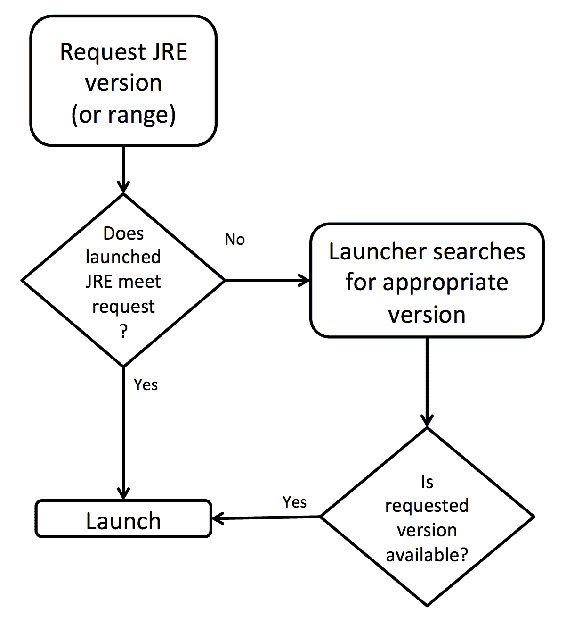 Request JRE
version
(or range)
Does
launched
JRE meet
request
?
No
Launcher searches
for appropriate
version
Yes
Launch
Yes
Is
requested
version
available?